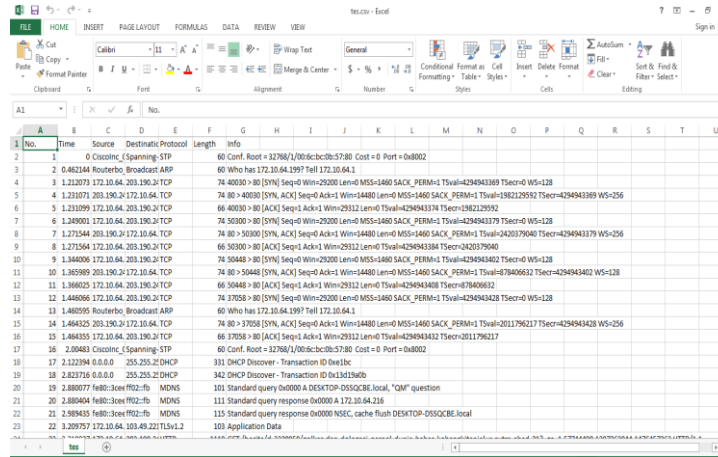 tes.csv - Excel
Sign in
FILE HOME INSERT PAGE LAYOUT FORMULAS DATA REVIEW VIEW
Cut
Copy
Format Painter
Paste
Calibri 11
Wrap Text
Merge & Center
General
Conditional Formatting
Format as Table
Cell Styles
Insert Delete Format
AutoSum
Fill
Clear
Sort & Filter
Find & Select
Clipboard Font Alignment Number Styles Cells Editing
A1 No.
A B C D E F G H I J K L M N O P Q R S T U
1 No. Time Source Destinatic Protocol Length Info
2 1 0 CiscoInc_( Spanning- STP 60 Conf. Root = 32768/1/00:6c:bc:0b:57:80 Cost = 0 Port = 0x8002
3 2 0.462144 Routerbo_ Broadcast ARP 60 Who has 172.10.64.199? Tell 172.10.64.1
4 3 1.212073 172.10.64. 203.190.24 TCP 74 40030 > 80 [SYN] Seq=0 Win=29200 Len=0 MSS=1460 SACK_PERM=1 TSval=4294943369 TSecr=0 WS=128
5 4 1.231071 203.190.24 172.10.64. TCP 74 80 > 40030 [SYN, ACK] Seq=0 Ack=1 Win=14480 Len=0 MSS=1460 SACK_PERM=1 TSval=1982129592 TSecr=4294943369 WS=256
6 5 1.231099 172.10.64. 203.190.24 TCP 66 40030 > 80 [ACK] Seq=1 Ack=1 Win=29312 Len=0 TSval=4294943374 TSecr=1982129592
7 6 1.249001 172.10.64. 203.190.24 TCP 74 50300 > 80 [SYN] Seq=0 Win=29200 Len=0 MSS=1460 SACK_PERM=1 TSval=4294943379 TSecr=0 WS=128
8 7 1.271544 203.190.24 172.10.64. TCP 74 80 > 50300 [SYN, ACK] Seq=0 Ack=1 Win=14480 Len=0 MSS=1460 SACK_PERM=1 TSval=2420379040 TSecr=4294943379 WS=256
9 8 1.271564 172.10.64. 203.190.24 TCP 66 50300 > 80 [ACK] Seq=1 Ack=1 Win=29312 Len=0 TSval=4294943384 TSecr=2420379040
10 9 1.344006 172.10.64. 203.190.24 TCP 74 50448 > 80 [SYN] Seq=0 Win=29200 Len=0 MSS=1460 SACK_PERM=1 TSval=4294943402 TSecr=0 WS=128
11 10 1.365989 203.190.24 172.10.64. TCP 74 80 > 50448 [SYN, ACK] Seq=0 Ack=1 Win=14480 Len=0 MSS=1460 SACK_PERM=1 TSval=878406632 TSecr=4294943402 WS=128
12 11 1.366025 172.10.64. 203.190.24 TCP 66 50448 > 80 [ACK] Seq=1 Ack=1 Win=29312 Len=0 TSval=4294943408 TSecr=878406632
13 12 1.446066 172.10.64. 203.190.24 TCP 74 37058 > 80 [SYN] Seq=0 Win=29200 Len=0 MSS=1460 SACK_PERM=1 TSval=4294943428 TSecr=0 WS=128
14 13 1.460595 Routerbo_ Broadcast ARP 60 Who has 172.10.64.199? Tell 172.10.64.1
15 14 1.464325 203.190.24 172.10.64. TCP 74 80 > 37058 [SYN, ACK] Seq=0 Ack=1 Win=14480 Len=0 MSS=1460 SACK_PERM=1 TSval=2011796217 TSecr=4294943428 WS=256
16 15 1.464355 172.10.64. 203.190.24 TCP 66 37058 > 80 [ACK] Seq=1 Ack=1 Win=29312 Len=0 TSval=4294943432 TSecr=2011796217
17 16 2.00483 CiscoInc_( Spanning- STP 60 Conf. Root = 32768/1/00:6c:bc:0b:57:80 Cost = 0 Port = 0x8002
18 17 2.122394 0.0.0.0 255.255.25 DHCP 331 DHCP Discover - Transaction ID 0xe1bc
19 18 2.823716 0.0.0.0 255.255.25 DHCP 342 DHCP Discover - Transaction ID 0x13d19a0b
20 19 2.880077 fe80::3cee ff02::fb MDNS 101 Standard query 0x0000 A DESKTOP-DSSQCBE.local, "QM" question
21 20 2.880404 fe80::3cee ff02::fb MDNS 111 Standard query response 0x0000 A 172.10.64.216
22 21 2.989435 fe80::3cee ff02::fb MDNS 115 Standard query response 0x0000 NSEC, cache flush DESKTOP-DSSQCBE.local
23 22 3.209757 172.10.64. 103.49.221 TLSv1.2 103 Application Data
tes